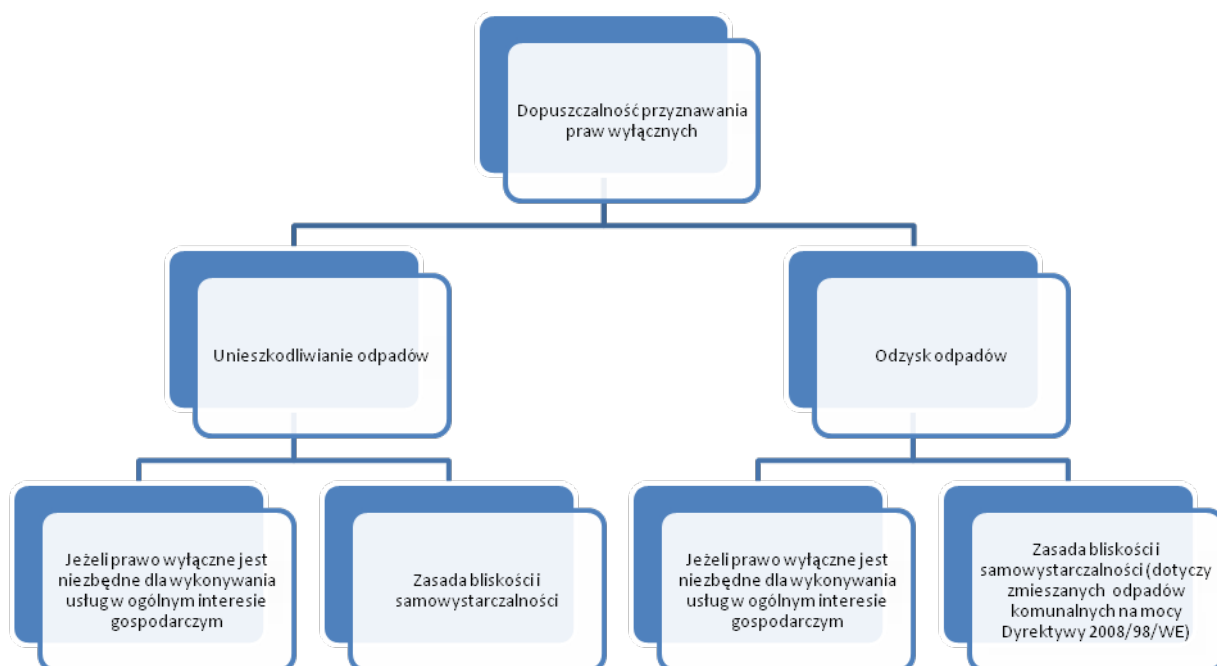 Dopuszczalność przyznawania
praw wyłącznych
Unieszkodliwianie odpadów
Odzysk odpadów
Jeżeli prawo wyłączne jest
niezbędne dla wykonywania
usług w ogólnym interesie
gospodarczym
Zasada bliskości i
samowystarczalności
Jeżeli prawo wyłączne jest
niezbędne dla wykonywania
usług w ogólnym interesie
gospodarczym
Zasada bliskości i
samowystarczalności (dotyczy
zmieszanych odpadów
komunalnych na mocy
Dyrektywy 2008/98/WE)